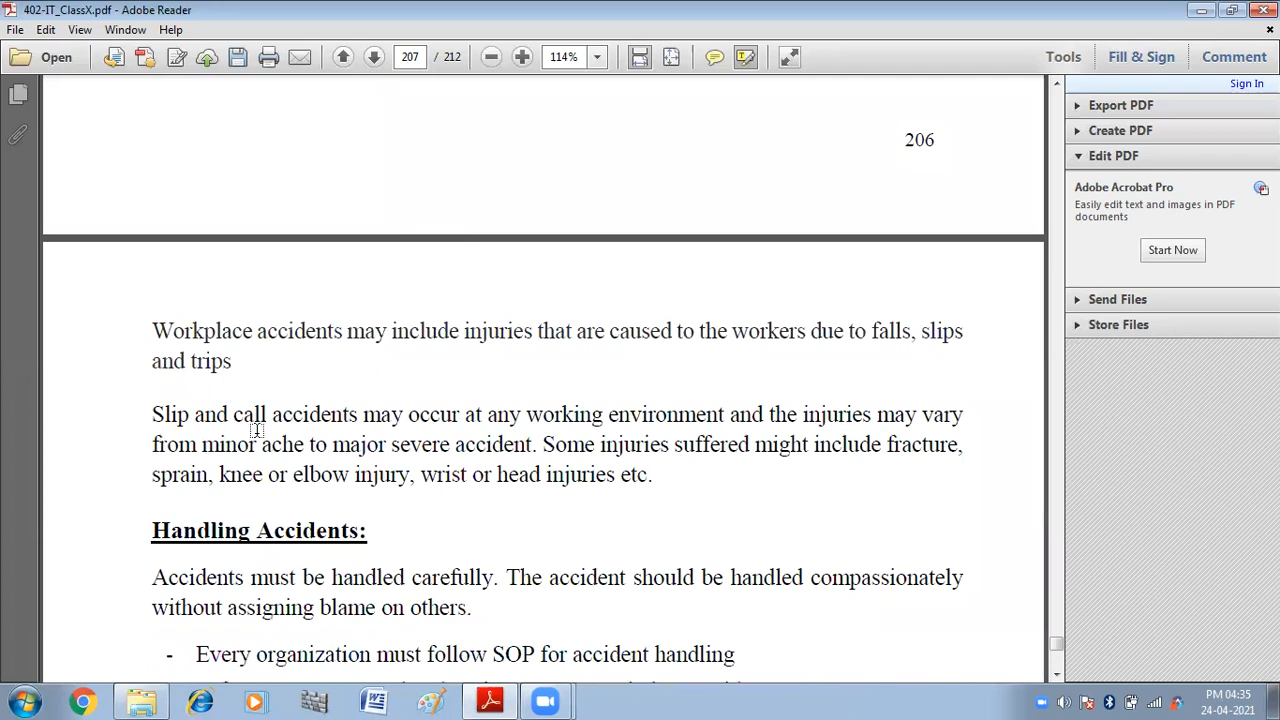 402-IT_ClassX.pdf - Adobe Reader
File Edit View Window Help
Open 207 / 212 114% Tools Fill & Sign Comment
Sign In
Export PDF
Create PDF
Edit PDF
Adobe Acrobat Pro
Easily edit text and images in PDF
documents
Start Now
Send Files
Store Files
206
Workplace accidents may include injuries that are caused to the workers due to falls, slips
and trips
Slip and call accidents may occur at any working environment and the injuries may vary
from minor ache to major severe accident. Some injuries suffered might include fracture,
sprain, knee or elbow injury, wrist or head injuries etc.
Handling Accidents:
Accidents must be handled carefully. The accident should be handled compassionately
without assigning blame on others.
- Every organization must follow SOP for accident handling
PM 04:35
24-04-2021